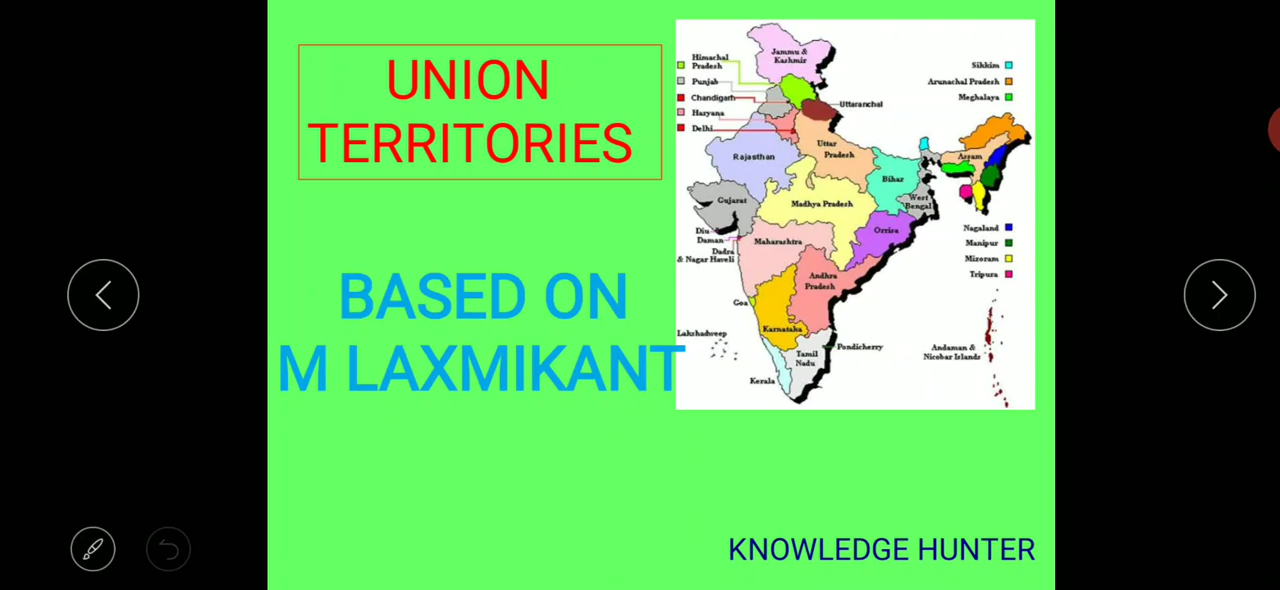 UNION
TERRITORIES
BASED ON
M LAXMIKANT
Jammu &
Kashmir
Himachal
Pradesh
Punjab
Chandigarh
Haryana
Delhi
Uttaranchal
Sikkim
Arunachal Pradesh
Meghalaya
Rajasthan
Uttar
Pradesh
Bihar
Assam
Gujarat
Madhya Pradesh
West
Bengal
Diu
Daman
Dadra
& Nagar Haveli
Maharashtra
Orrisa
Nagaland
Manipur
Mizoram
Tripura
Andhra
Pradesh
Goa
Karnataka
Lakshadweep
Tamil
Nadu
Pondicherry
Andaman &
Nicobar Islands
Kerala
KNOWLEDGE HUNTER